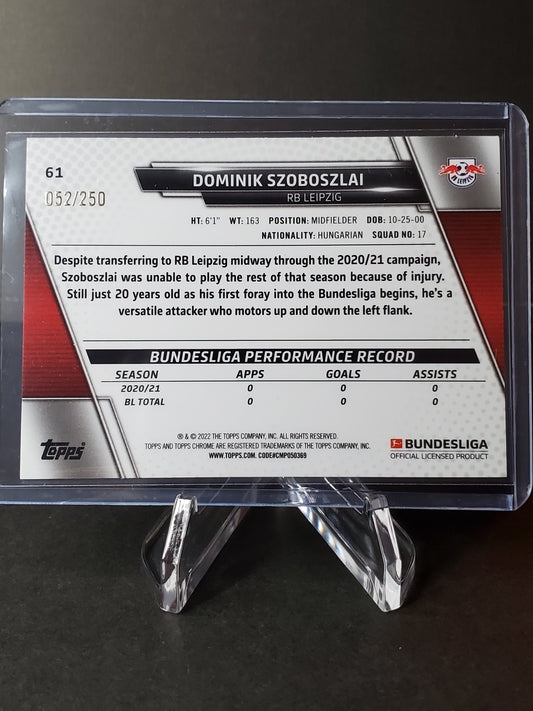 61
052/250
DOMINIK SZOBOSZLAI
RB LEIPZIG
RB LEIPZIG
HT: 6'1" WT: 163 POSITION: MIDFIELDER DOB: 10-25-00
NATIONALITY: HUNGARIAN SQUAD NO: 17
Despite transferring to RB Leipzig midway through the 2020/21 campaign,
Szoboszlai was unable to play the rest of that season because of injury.
Still just 20 years old as his first foray into the Bundesliga begins, he's a
versatile attacker who motors up and down the left flank.
BUNDESLIGA PERFORMANCE RECORD
SEASON APPS GOALS ASSISTS
2020/21 0 0 0
BL TOTAL 0 0 0
Topps
® & © 2022 THE TOPPS COMPANY, INC. ALL RIGHTS RESERVED.
TOPPS AND TOPPS CHROME ARE REGISTERED TRADEMARKS OF THE TOPPS COMPANY, INC.
WWW.TOPPS.COM. CODE#CMP050369
BUNDESLIGA
OFFICIAL LICENSED PRODUCT